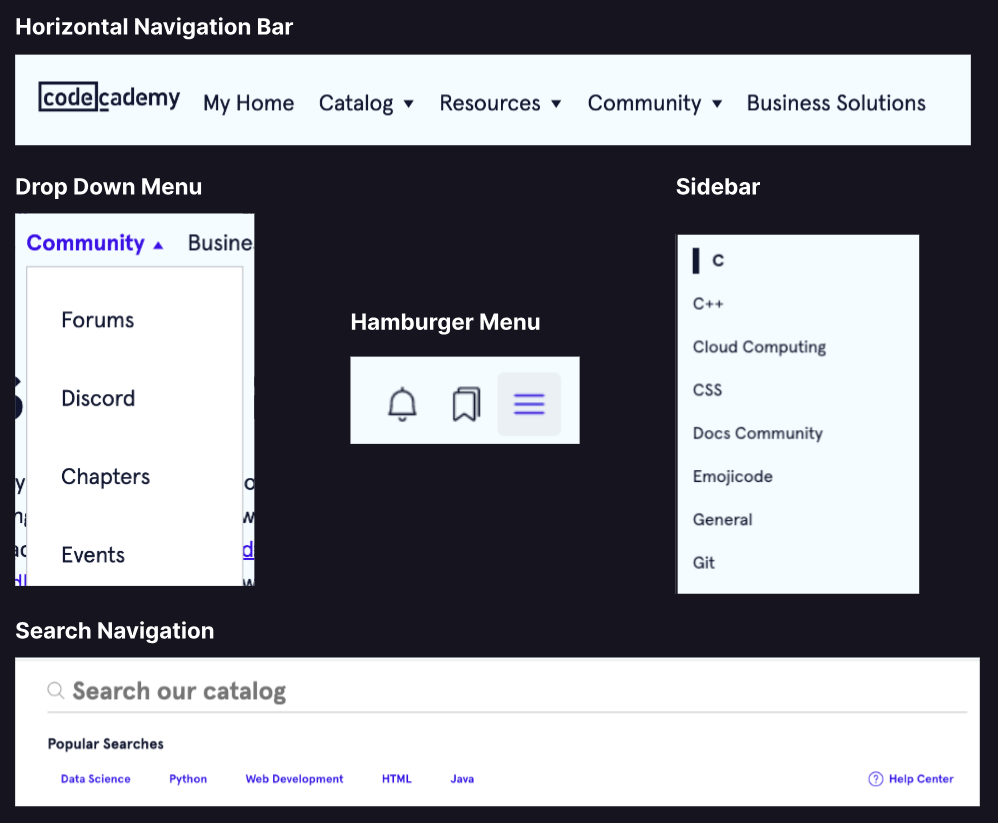 Horizontal Navigation Bar
codecademy My Home Catalog Resources Community Business Solutions
Drop Down Menu
Community Busine
Forums
Discord
Chapters
Events
Hamburger Menu
Sidebar
C
C++
Cloud Computing
CSS
Docs Community
Emojicode
General
Git
Search Navigation
Search our catalog
Popular Searches
Data Science Python Web Development HTML Java Help Center